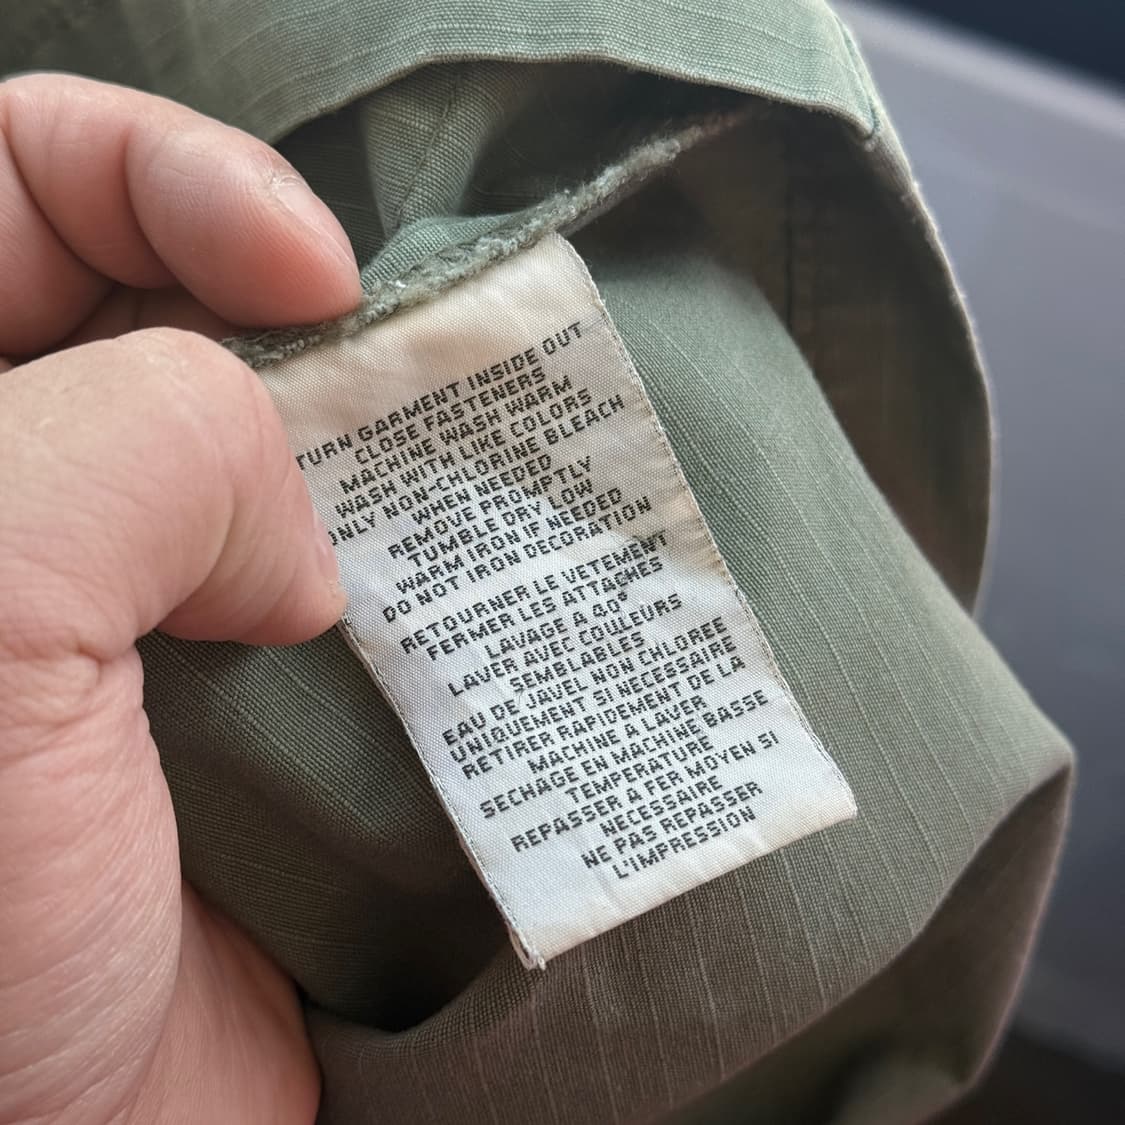 TURN GARMENT INSIDE OUT
CLOSE FASTENERS
MACHINE WASH WARM
WASH WITH LIKE COLORS
ONLY NON-CHLORINE BLEACH
WHEN NEEDED
REMOVE PROMPTLY
TUMBLE DRY LOW
WARM IRON IF NEEDED
DO NOT IRON DECORATION
RETOURNER LE VETEMENT
FERMER LES ATTACHES
LAVAGE A 40°
LAVER AVEC COULEURS
SEMBLABLES
EAU DE JAVEL NON CHLOREE
UNIQUEMENT SI NECESSAIRE
RETIRER RAPIDEMENT DE LA
MACHINE A LAVER
SECHAGE EN MACHINE BASSE
TEMPERATURE
REPASSER A FER MOYEN SI
NECESSAIRE
NE PAS REPASSER
L'IMPRESSION